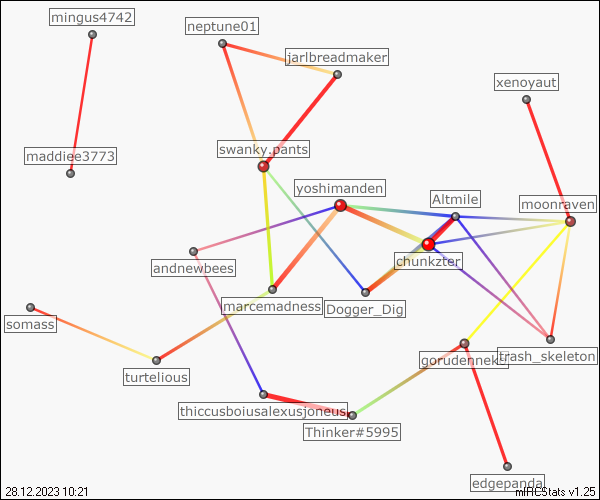 mingus4742
neptune01
jarlbreadmaker
xenoyaut
maddiee3773
swanky.pants
yoshimanden
Altmile
moonraven
chunkzter
andnewbees
marcemadness
Dogger_Dig
somass
turtelious
trash_skeleton
thiccusboiusalexusjoneus
Thinker#5995
edgepanda
28.12.2023 10:21
mIRCStats v1.25